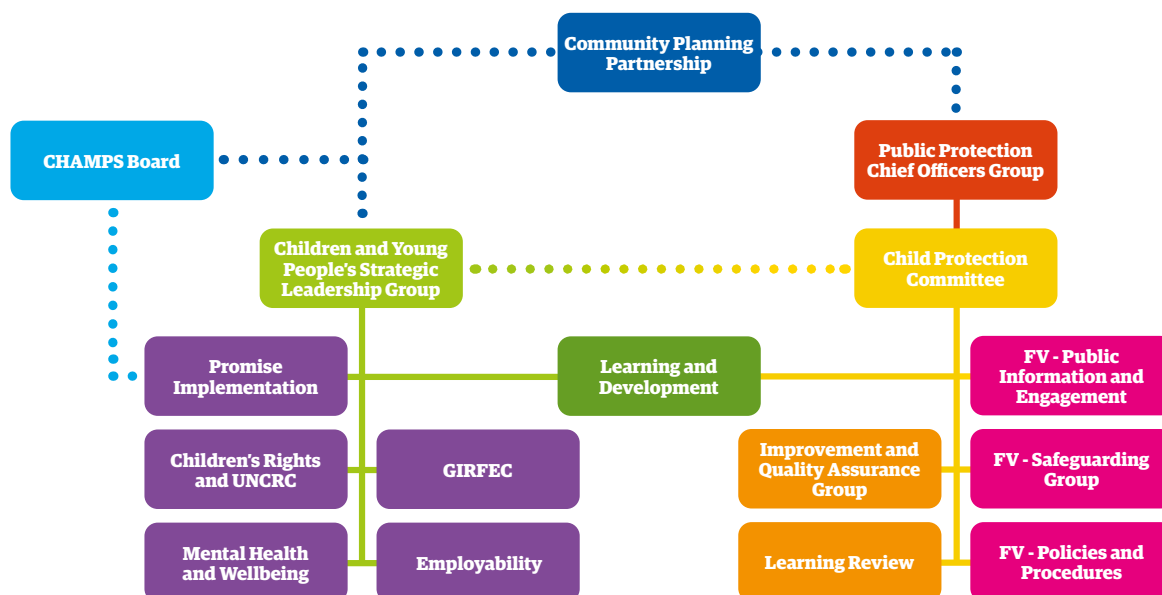 Community Planning
Partnership
CHAMPS Board
Public Protection
Chief Officers Group
Children and Young
People's Strategic
Leadership Group
Child Protection
Committee
Promise
Implementation
Learning and
Development
FV - Public
Information and
Engagement
Children's Rights
and UNCRC
GIRFEC
Improvement and
Quality Assurance
Group
FV - Safeguarding
Group
Mental Health
and Wellbeing
Employability
Learning Review
FV - Policies and
Procedures